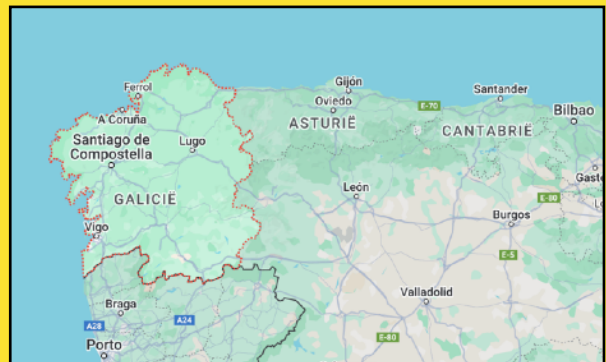 Ferrol
Gijón
Santander
Oviedo
E-70
A Coruña
Bilbao
ASTURIË
CANTABRIË
Santiago de
Compostella
Lugo
León
GALICIË
E-80
Burgos
Vigo
E-5
Valladolid
Braga
A28
A24
Porto
E-80